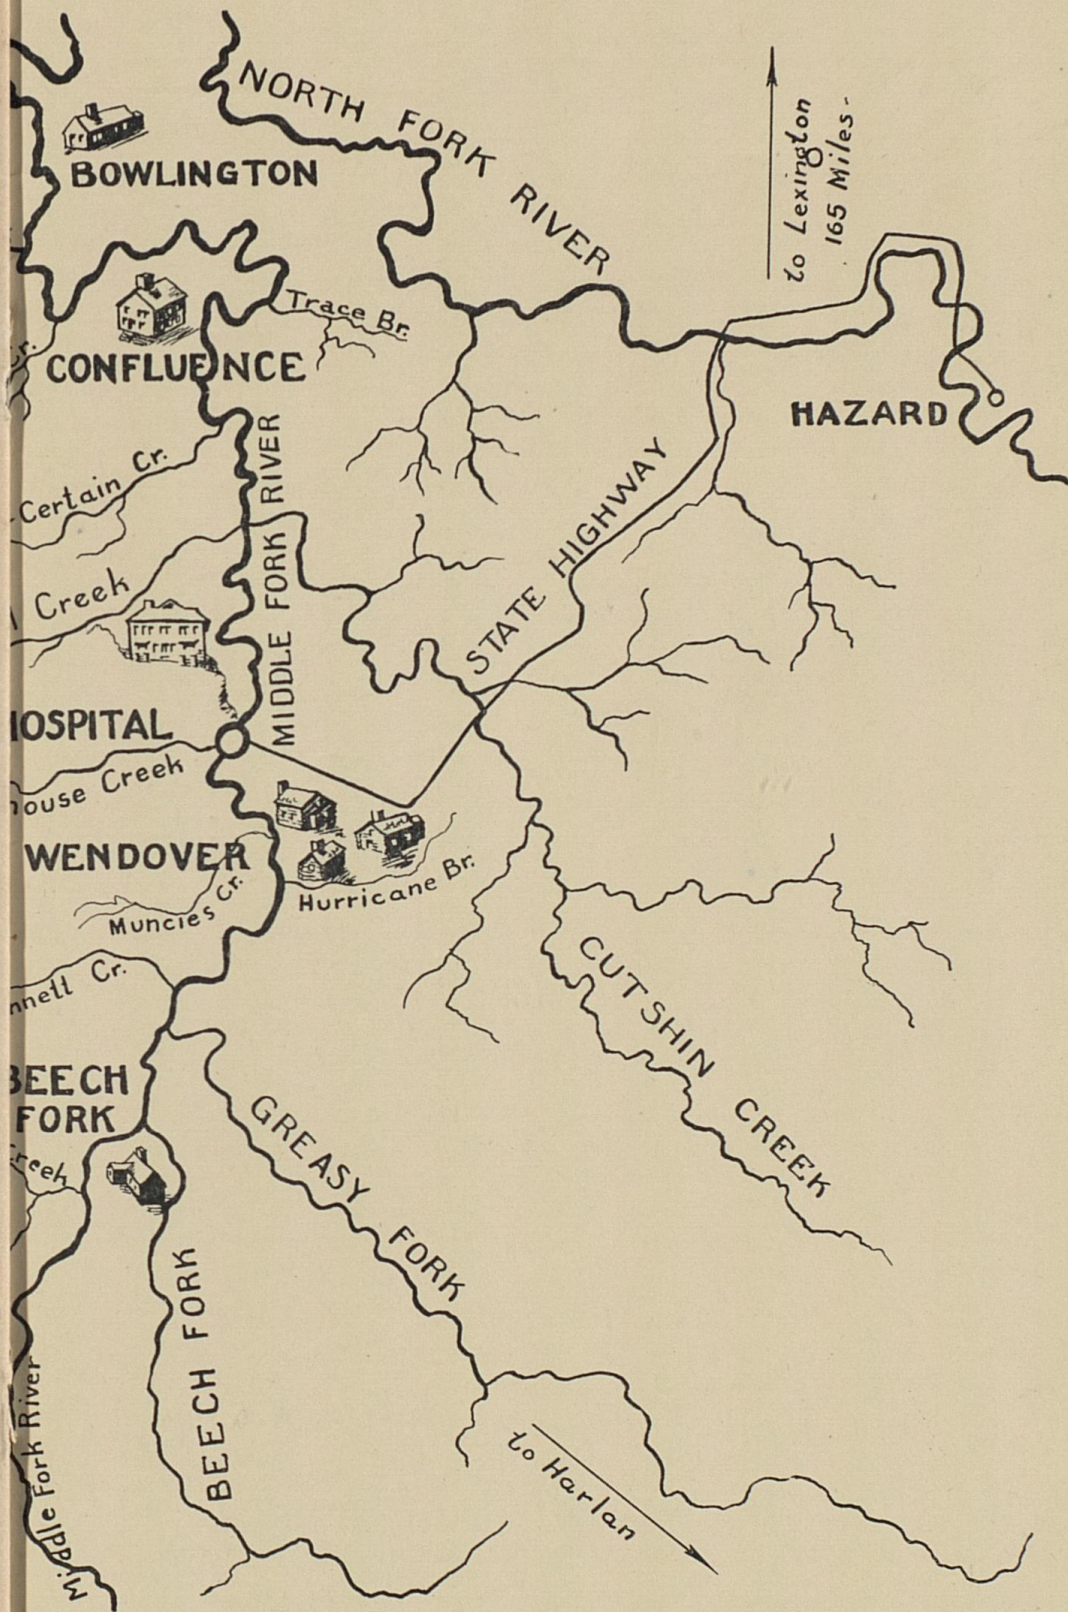 NORTH FORK RIVER
to Lexington
165 Miles-
BOWLINGTON
Trace Br.
CONFLUENCE
HAZARD
Certain Cr.
MIDDLE FORK RIVER
STATE HIGHWAY
Creek
HOSPITAL
house Creek
WENDOVER
Hurricane Br.
Muncies Cr.
nnett Cr.
CUTSHIN CREEK
BEECH
FORK
Creek
GREASY FORK
BEECH FORK
Middle Fork River
to Harlan